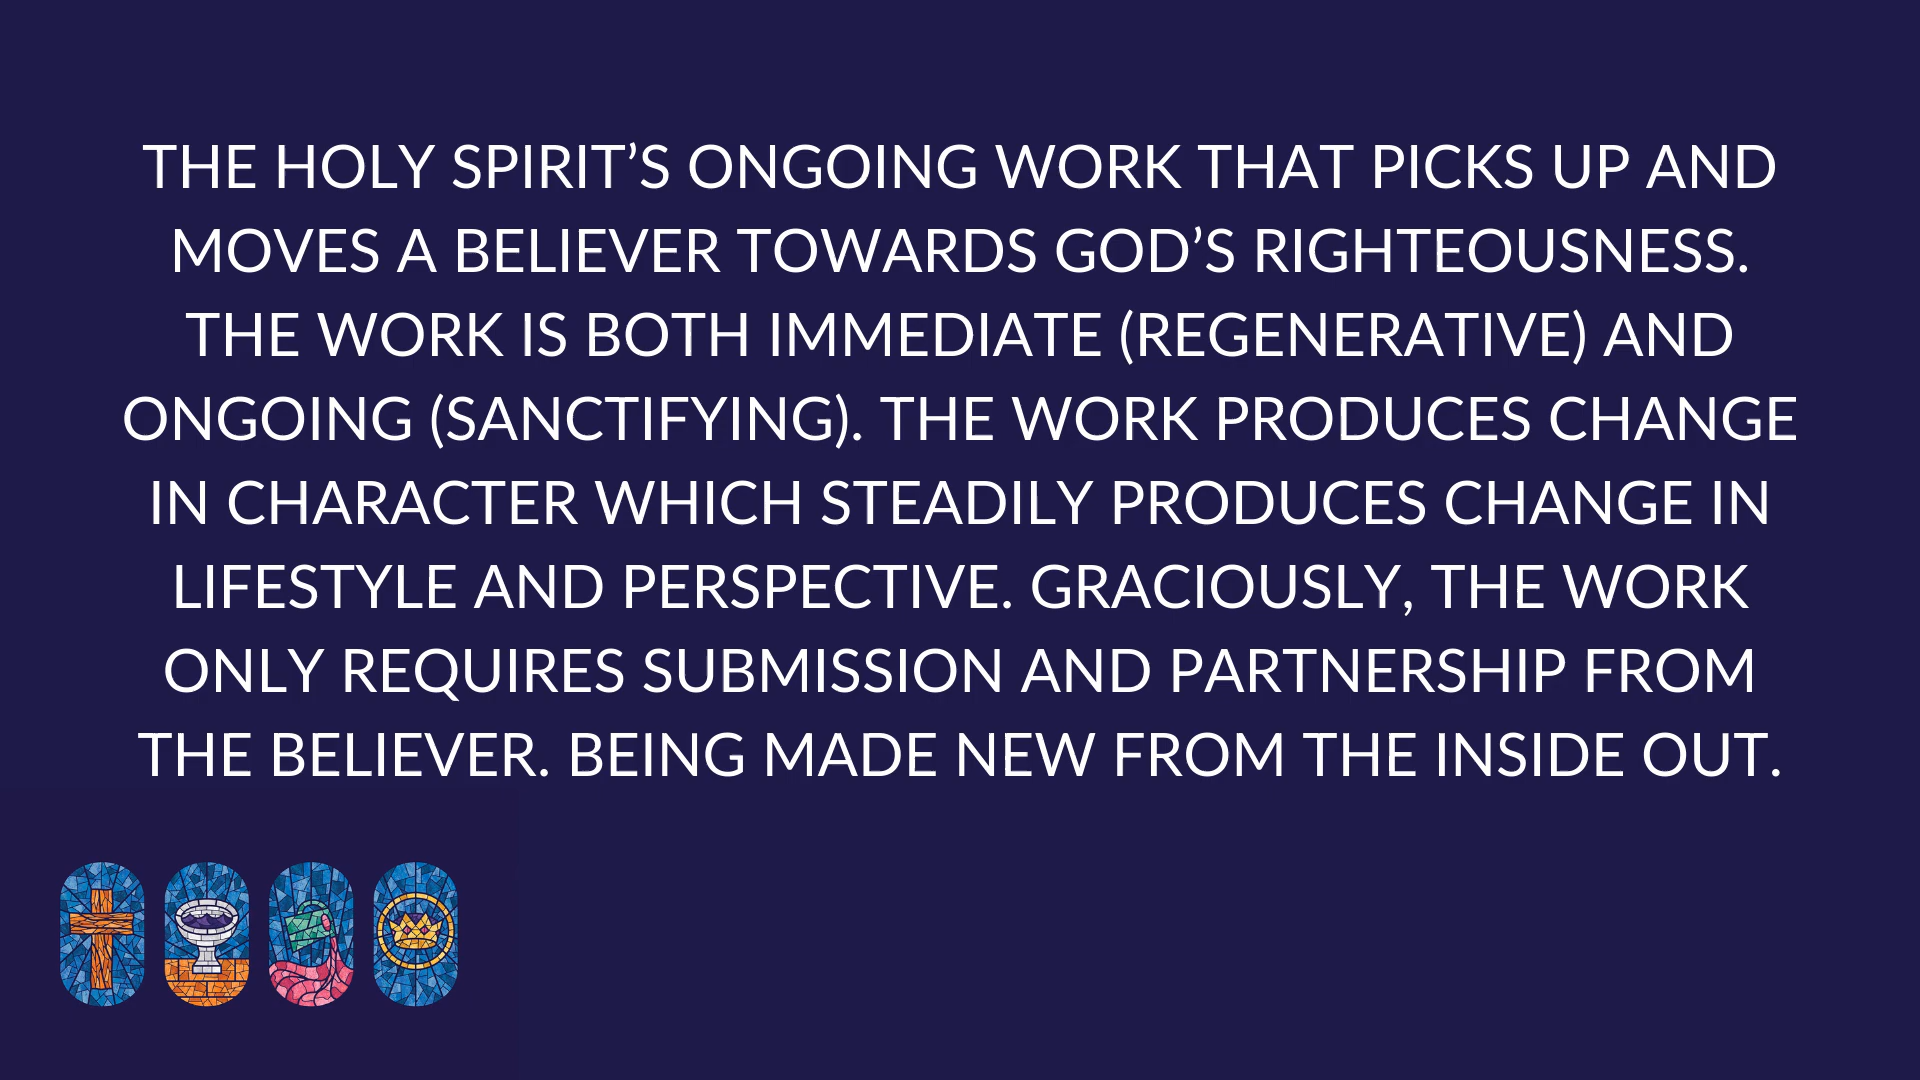 THE HOLY SPIRIT’S ONGOING WORK THAT PICKS UP AND
MOVES A BELIEVER TOWARDS GOD’S RIGHTEOUSNESS.
THE WORK IS BOTH IMMEDIATE (REGENERATIVE) AND
ONGOING (SANCTIFYING). THE WORK PRODUCES CHANGE
IN CHARACTER WHICH STEADILY PRODUCES CHANGE IN
LIFESTYLE AND PERSPECTIVE. GRACIOUSLY, THE WORK
ONLY REQUIRES SUBMISSION AND PARTNERSHIP FROM
THE BELIEVER. BEING MADE NEW FROM THE INSIDE OUT.